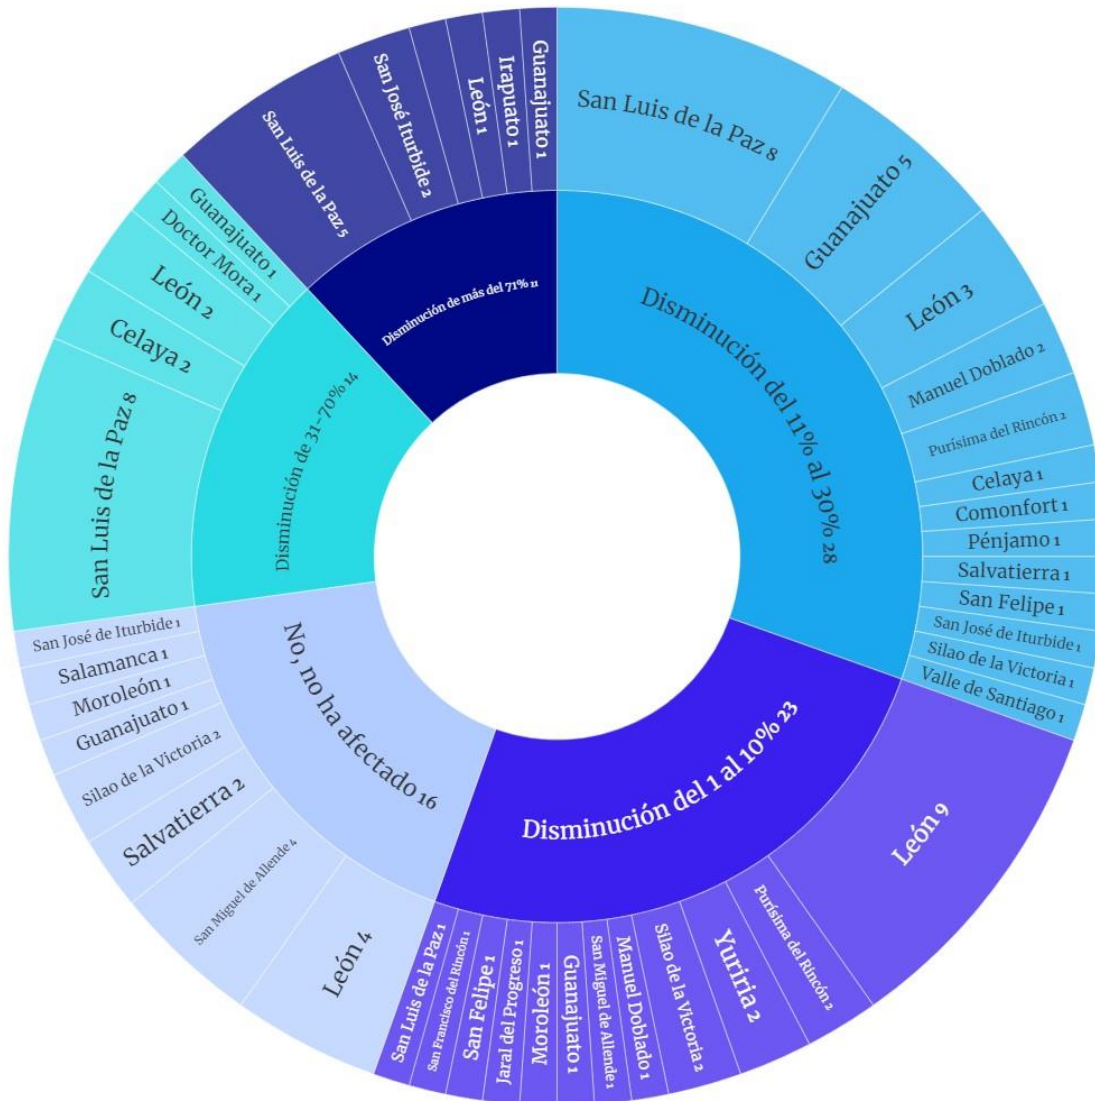 Disminución del 11% al 30% 28
San Luis de la Paz 8
Guanajuato 5
León 3
Manuel Doblado 2
Purísima del Rincón 2
Celaya 1
Comonfort 1
Pénjamo 1
Salvatierra 1
San Felipe 1
San José de Iturbide 1
Silao de la Victoria 1
Valle de Santiago 1
Disminución del 1 al 10% 23
León 9
Purísima del Rincón 2
Yuriria 2
Silao de la Victoria 2
Manuel Doblado 1
San Miguel de Allende 1
Guanajuato 1
Moroleón 1
Jaral del Progreso 1
San Felipe 1
San Francisco del Rincón 1
San Luis de la Paz 1
No, no ha afectado 16
León 4
San Miguel de Allende 4
Salvatierra 2
Silao de la Victoria 2
Guanajuato 1
Moroleón 1
Salamanca 1
San José de Iturbide 1
Disminución de 31-70% 14
San Luis de la Paz 8
Celaya 2
León 2
Doctor Mora 1
Guanajuato 1
Disminución de más del 71% 11
San Luis de la Paz 5
San José Iturbide 2
León 1
Irapuato 1
Guanajuato 1